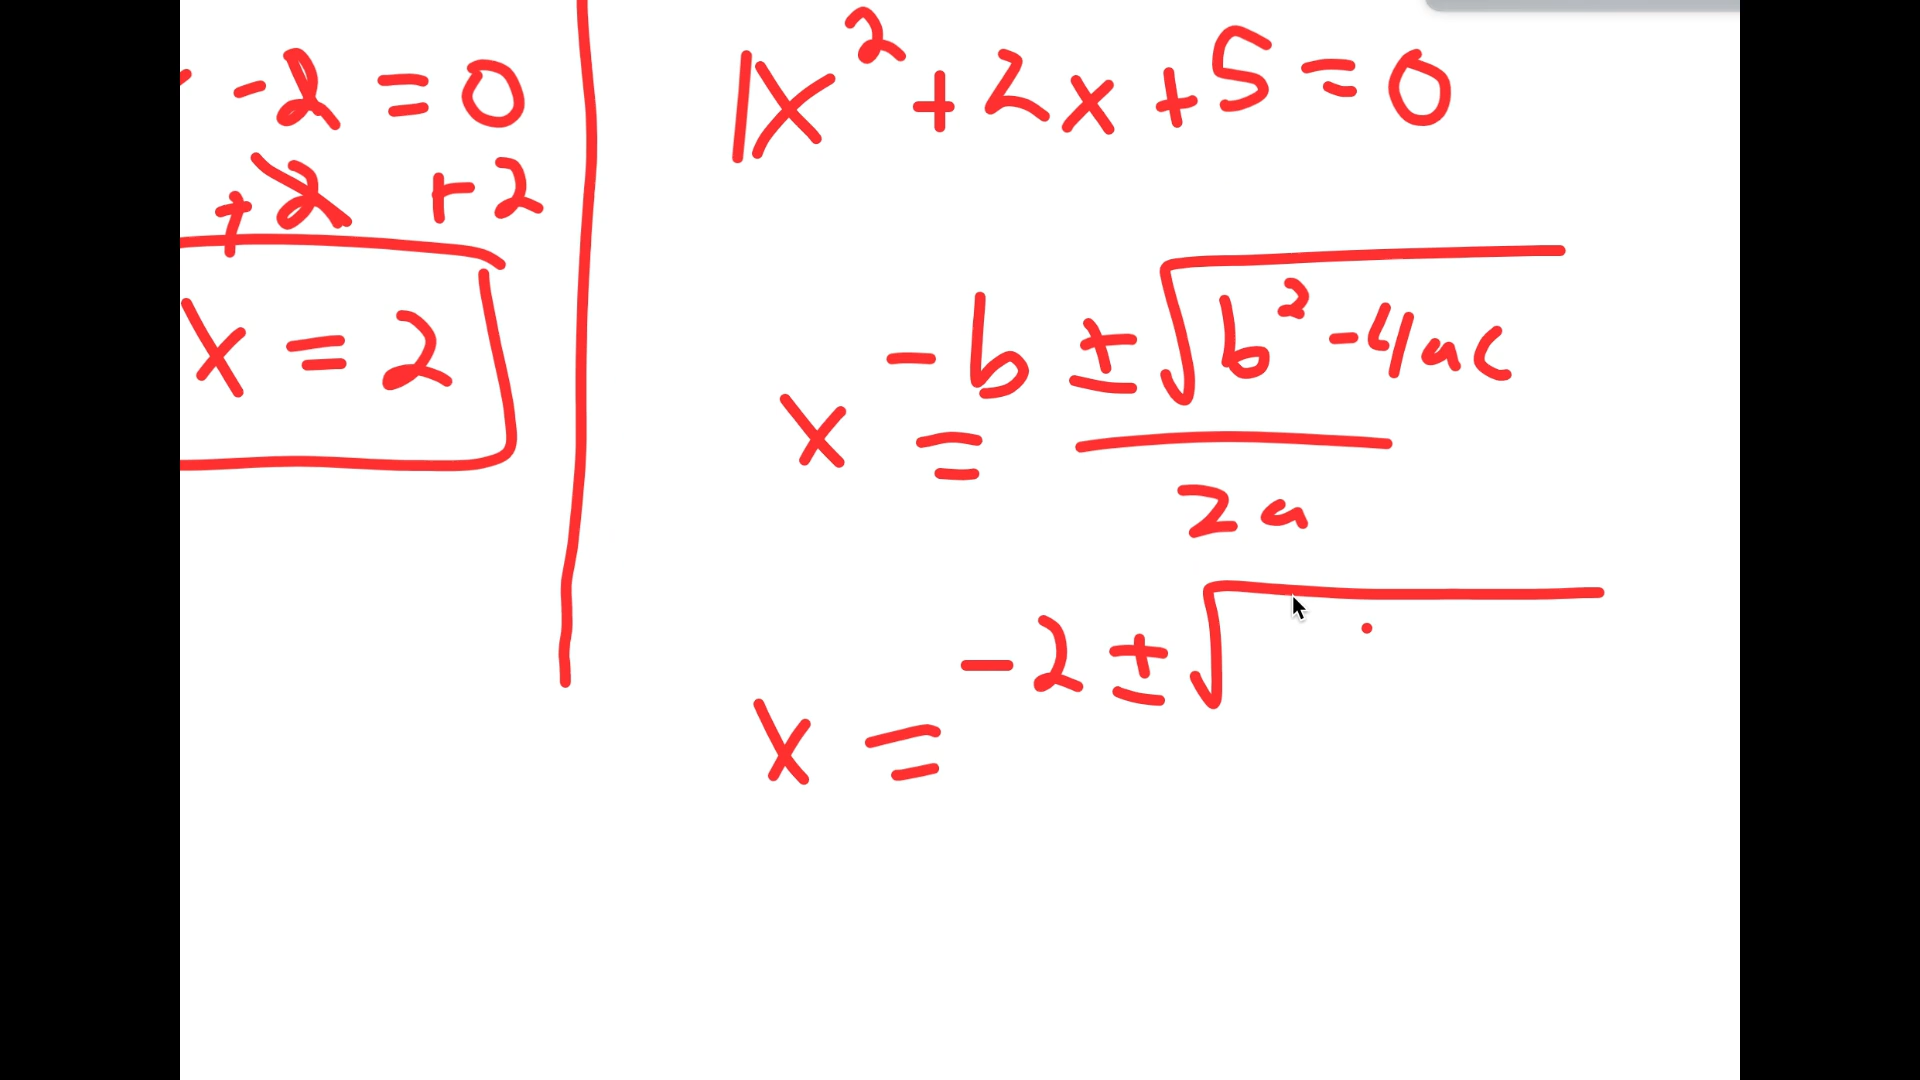 -2 = 0
+2 +2
x = 2
1x² + 2x + 5 = 0
x = (-b ± √(b² - 4ac)) / 2a
x = -2 ± √